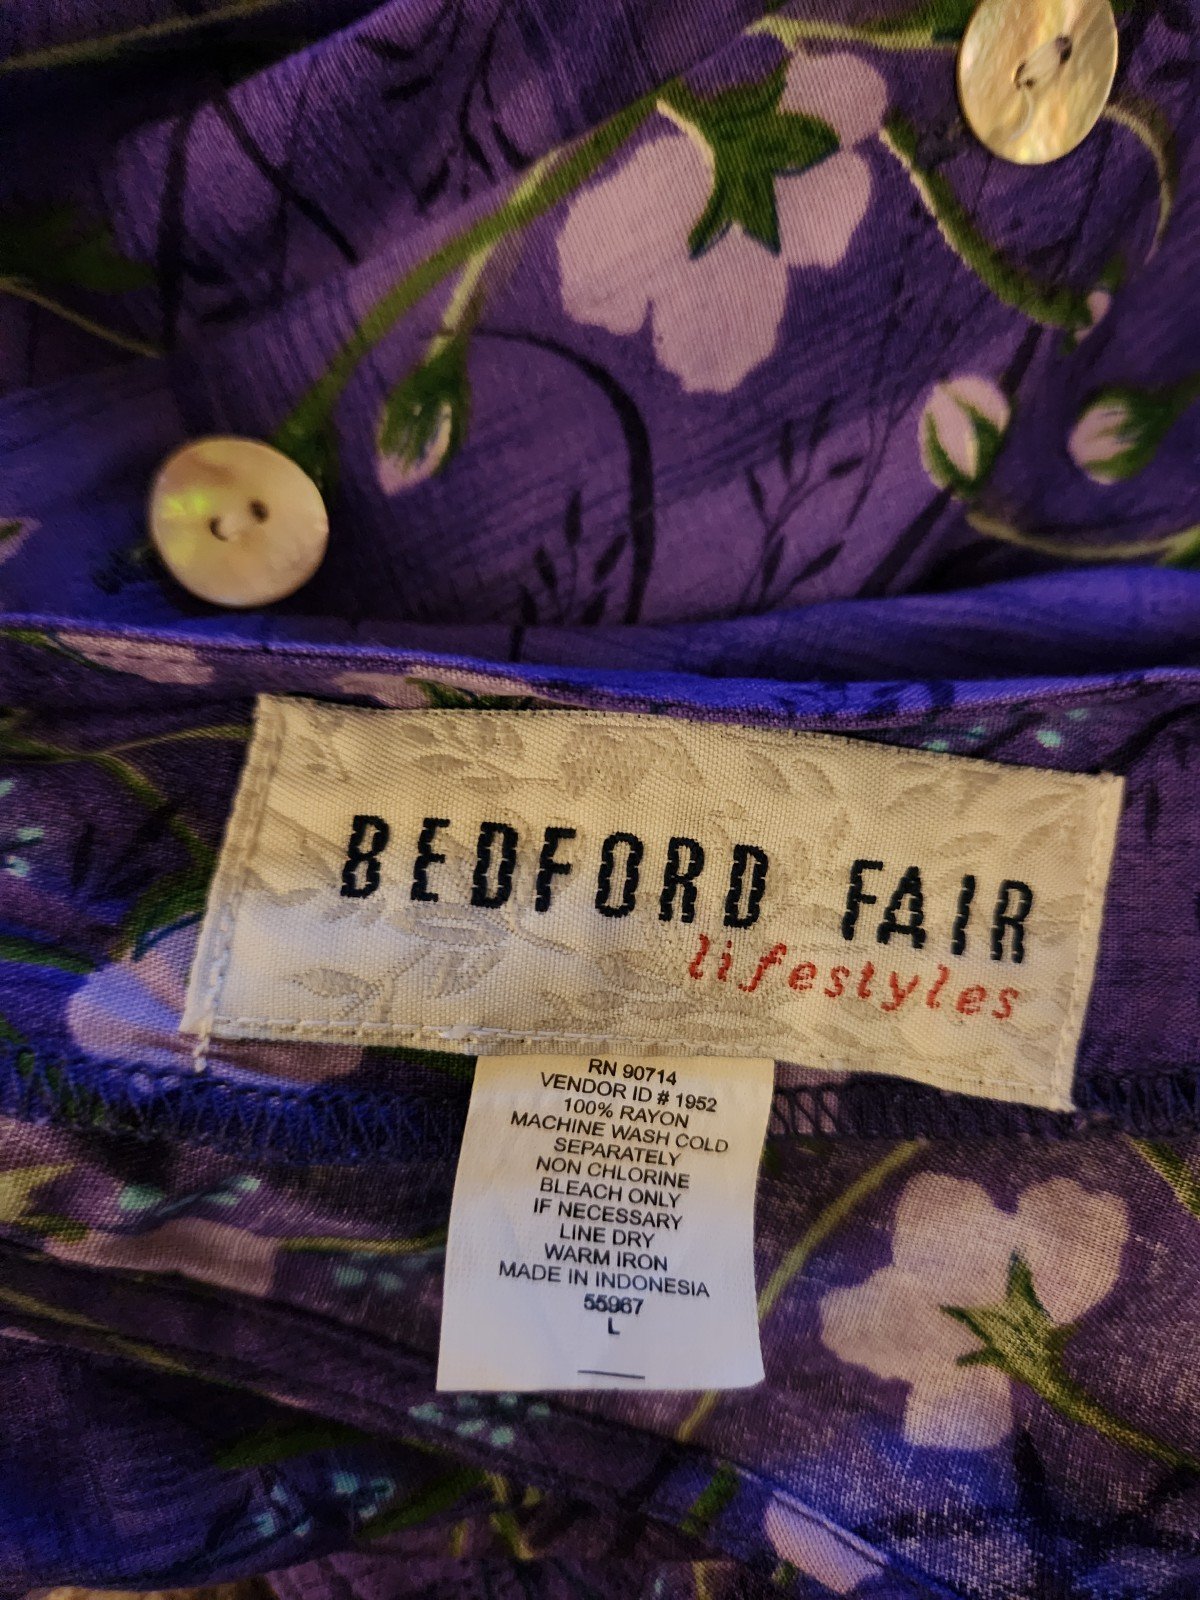 BEDFORD FAIR
lifestyles
RN 90714
VENDOR ID # 1952
100% RAYON
MACHINE WASH COLD
SEPARATELY
NON CHLORINE
BLEACH ONLY
IF NECESSARY
LINE DRY
WARM IRON
MADE IN INDONESIA
55967
L